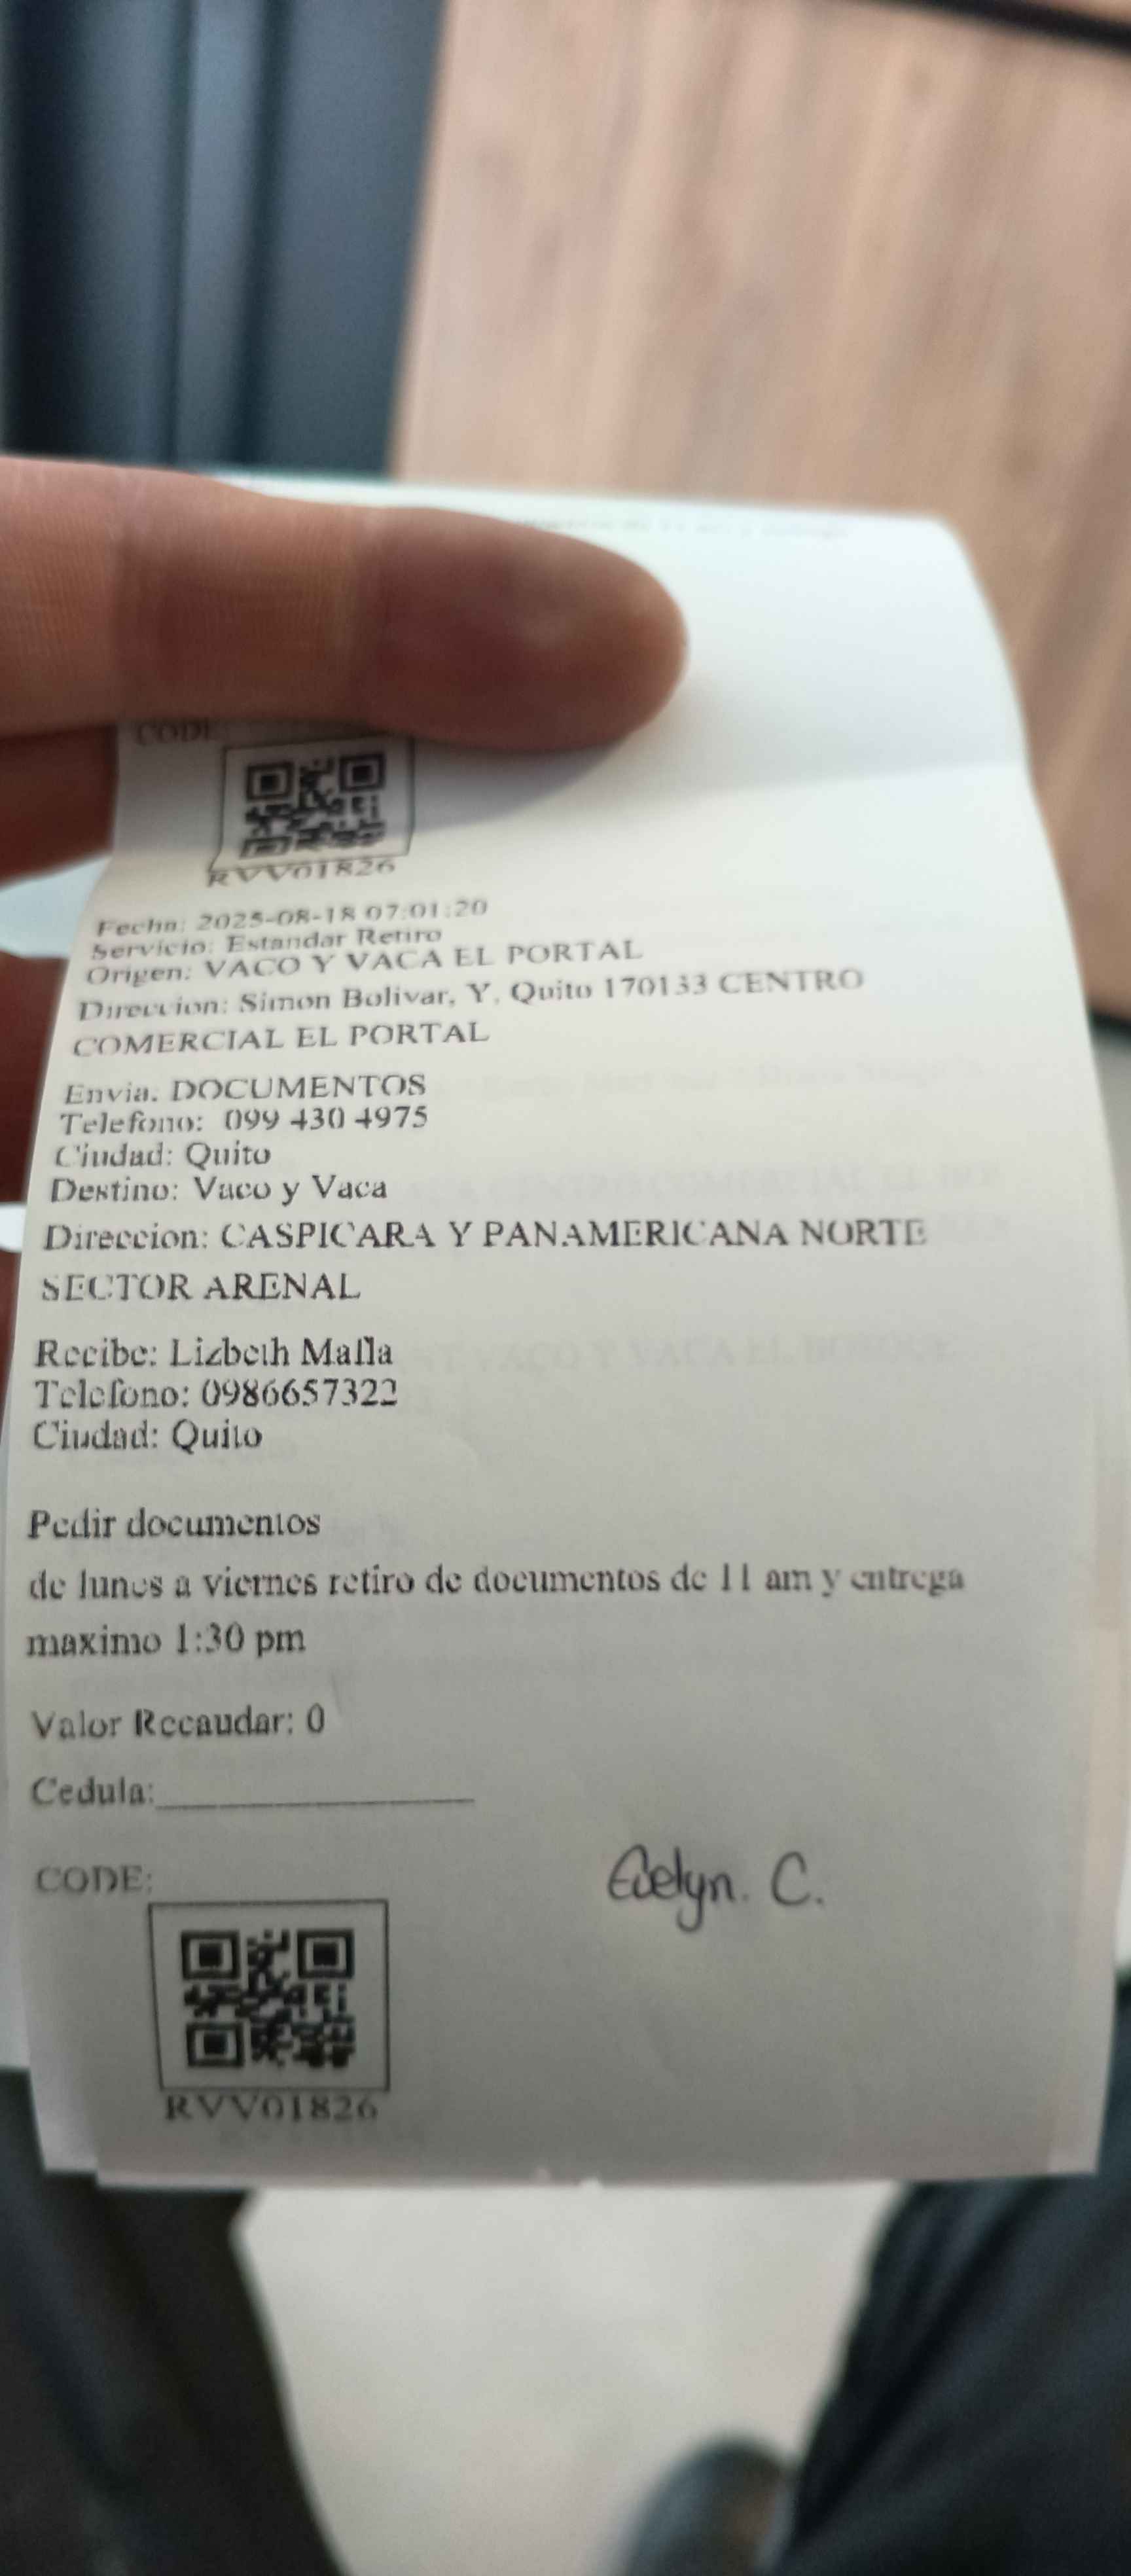 CODE:
RVV01826
Fecha: 2025-08-18 07:01:20
Servicio: Estandar Retiro
Origen: VACO Y VACA EL PORTAL
Direccion: Simon Bolivar, Y, Quito 170133 CENTRO
COMERCIAL EL PORTAL
Envia: DOCUMENTOS
Telefono: 099 430 4975
Ciudad: Quito
Destino: Vaco y Vaca
Direccion: CASPICARA Y PANAMERICANA NORTE
SECTOR ARENAL
Recibe: Lizbeth Malla
Telefono: 0986657322
Ciudad: Quito
Pedir documentos
de lunes a viernes retiro de documentos de 11 am y entrega
maximo 1:30 pm
Valor Recaudar: 0
Cedula:
CODE:
Evelyn. C.
RVV01826